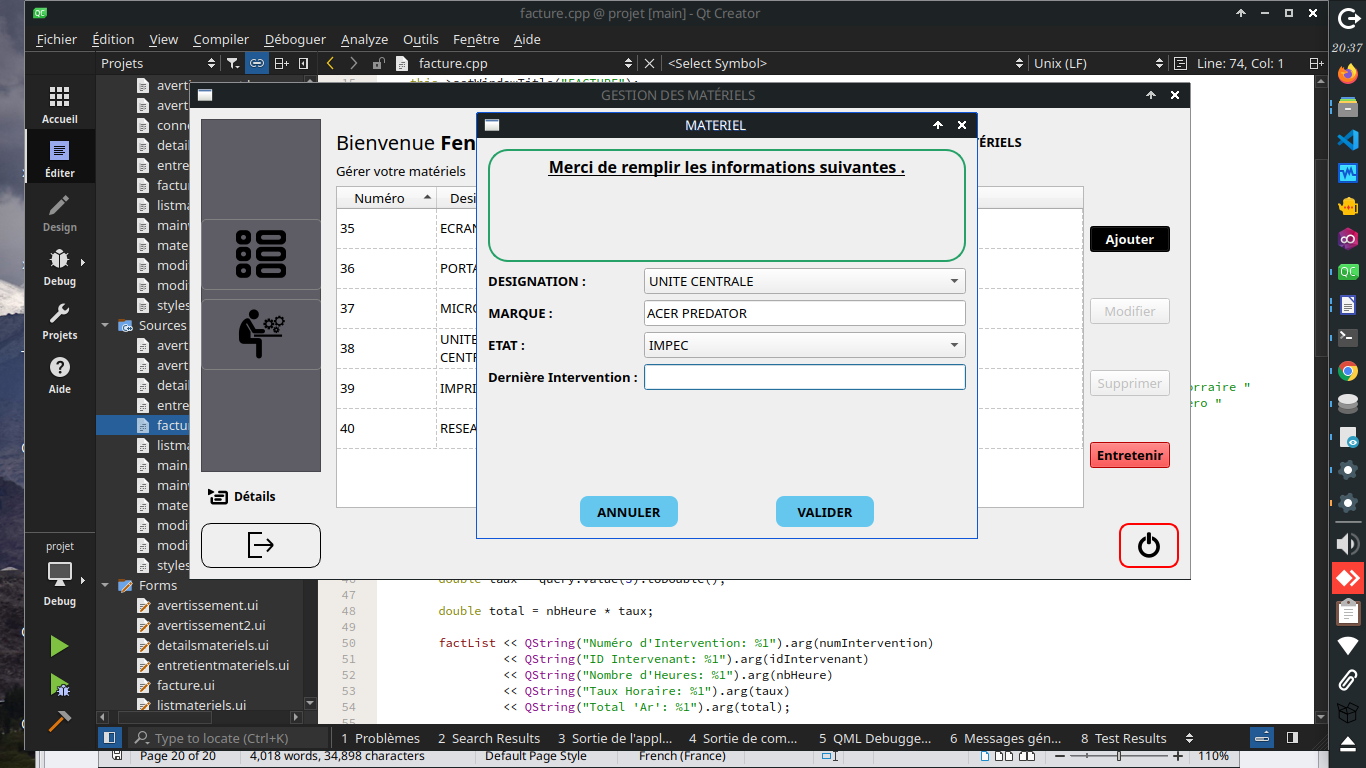 facture.cpp @ projet [main] - Qt Creator
Fichier Édition View Compiler Déboguer Analyze Outils Fenêtre Aide
20:37
Projets
facture.cpp
<Select Symbol>
Unix (LF)
Line: 74, Col: 1
Accueil
Éditer
Design
Debug
Projets
Aide
projet
Debug
avert
conne
detai
entre
factu
listma
main
mate
modi
modi
styles
Sources
avert
avert
detai
entre
factu
listma
main.
main
mate
modi
modi
styles
Forms
avertissement.ui
avertissement2.ui
detailsmateriels.ui
entretientmateriels.ui
facture.ui
listmateriels.ui
GESTION DES MATÉRIELS
Bienvenue Fen
ÉRIELS
Gérer votre matériels
Numéro Desi
35 ECRAN
36 PORTA
37 MICRO
38 UNITE
CENTR
39 IMPRI
40 RESEA
Ajouter
Modifier
Supprimer
Entretenir
Détails
MATERIEL
Merci de remplir les informations suivantes .
DESIGNATION : UNITE CENTRALE
MARQUE : ACER PREDATOR
ETAT : IMPEC
Dernière Intervention :
ANNULER VALIDER
orraire "
ero "
47
48 double total = nbHeure * taux;
49
50 factList << QString("Numéro d'Intervention: %1").arg(numIntervention)
51 << QString("ID Intervenant: %1").arg(idIntervenant)
52 << QString("Nombre d'Heures: %1").arg(nbHeure)
53 << QString("Taux Horaire: %1").arg(taux)
54 << QString("Total 'Ar': %1").arg(total);
Type to locate (Ctrl+K)
1 Problèmes 2 Search Results 3 Sortie de l'appl... 4 Sortie de com... 5 QML Debugge... 6 Messages gén... 8 Test Results
Page 20 of 20 4,018 words, 34,898 characters Default Page Style French (France) 110%